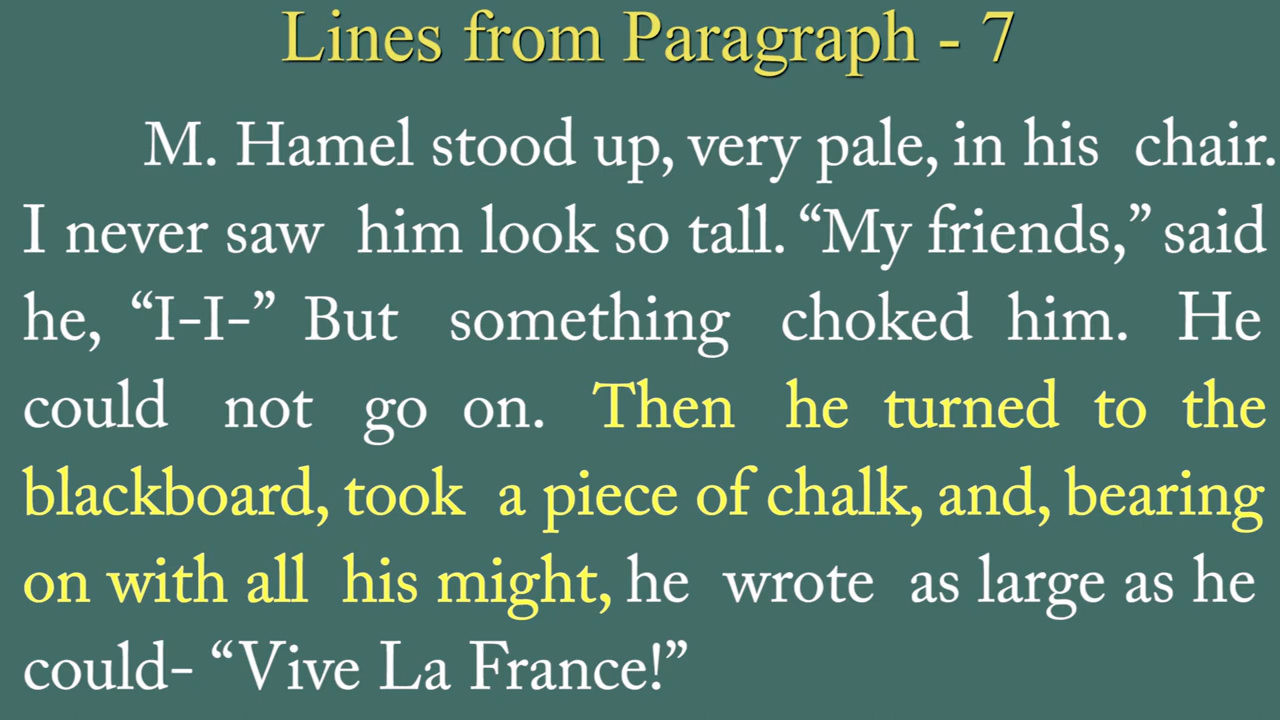 Lines from Paragraph - 7
M. Hamel stood up, very pale, in his chair.
I never saw him look so tall. “My friends,” said
he, “I-I-” But something choked him. He
could not go on. Then he turned to the
blackboard, took a piece of chalk, and, bearing
on with all his might, he wrote as large as he
could- “Vive La France!”